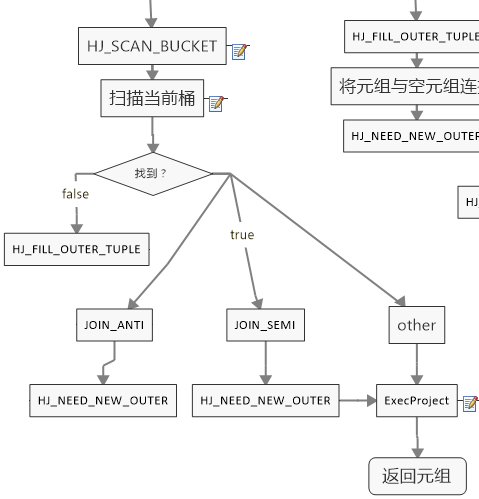 HJ_SCAN_BUCKET
HJ_FILL_OUTER_TUPLE
扫描当前桶
将元组与空元组连
HJ_NEED_NEW_OUTER
找到？
false
true
HJ
HJ_FILL_OUTER_TUPLE
JOIN_ANTI
JOIN_SEMI
other
HJ_NEED_NEW_OUTER
HJ_NEED_NEW_OUTER
ExecProject
返回元组